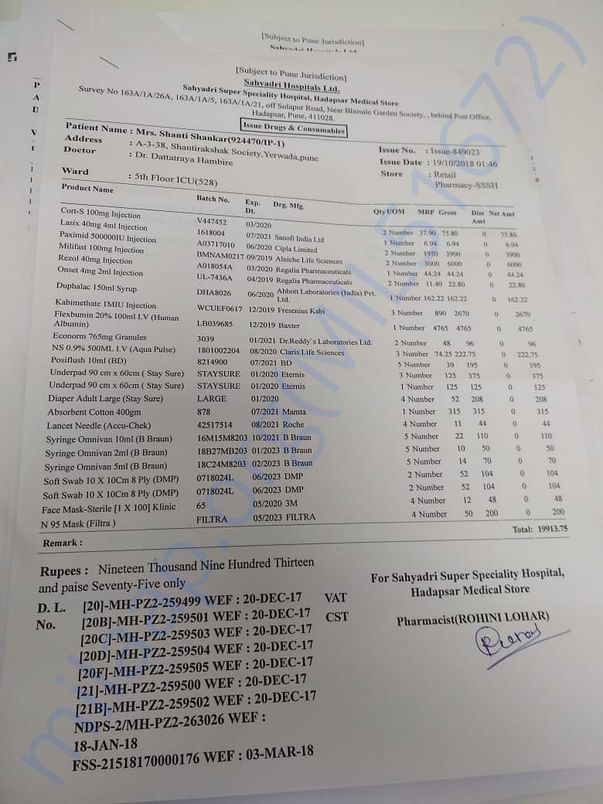 [Subject to Pune Jurisdiction]
[Subject to Pune Jurisdiction]
Sahyadri Hospitals Ltd.
Sahyadri Super Speciality Hospital, Hadapsar Medical Store
Survey No 163A/1A/26A, 163A/1A/5, 163A/1A/21, off Solapur Road, Near Bhosale Garden Society, , behind Post Office,
Hadapsar, Pune, 411028.
Issue Drugs & Consumables
Patient Name : Mrs. Shanti Shankar(924470/IP-1) Issue No. : Issue-849023
Address : A-3-38, Shantirakshak Society,Yerwada,pune Issue Date : 19/10/2018 01:46
Doctor : Dr. Dattatraya Hambire Store : Retail
Pharmacy-SSSH
Ward : 5th Floor ICU(528)
Product Name Batch No. Exp. Dt. Drg. Mfg. Qty UOM MRP Gross Disc Amt Net Amt
Cort-S 100mg Injection V447452 03/2020 2 Number 37.90 75.80 0 75.80
Lasix 40mg 4ml Injection 1618004 07/2021 Sanofi India Ltd 1 Number 6.94 6.94 0 6.94
Paximid 500000IU Injection A03717010 06/2020 Cipla Limited 2 Number 1950 3900 0 3900
Milifast 100mg Injection BMNAM0217 09/2019 Alniche Life Sciences 2 Number 3000 6000 0 6000
Rezol 40mg Injection A018054A 03/2020 Regalia Pharmaceuticals 1 Number 44.24 44.24 0 44.24
Onset 4mg 2ml Injection UL-7436A 04/2019 Regalia Pharmaceuticals 2 Number 11.40 22.80 0 22.80
Duphalac 150ml Syrup DHA8026 06/2020 Abbott Laboratories (India) Pvt. Ltd. 1 Number 162.22 162.22 0 162.22
Kabimethate 1MIU Injection WCUEF0617 12/2019 Fresenius Kabi 3 Number 890 2670 0 2670
Flexbumin 20% 100ml I.V (Human Albumin) LB039685 12/2019 Baxter 1 Number 4765 4765 0 4765
Econorm 765mg Granules 3039 01/2021 Dr.Reddy`s Laboratories Ltd. 2 Number 48 96 0 96
NS 0.9% 500ML I.V (Aqua Pulse) 1801002204 08/2020 Claris Life Sciences 3 Number 74.25 222.75 0 222.75
Posiflush 10ml (BD) 8214900 07/2021 BD 5 Number 39 195 0 195
Underpad 90 cm x 60cm ( Stay Sure) STAYSURE 01/2020 Eternis 3 Number 125 375 0 375
Underpad 90 cm x 60cm ( Stay Sure) STAYSURE 01/2020 Eternis 1 Number 125 125 0 125
Diaper Adult Large (Stay Sure) LARGE 01/2020 4 Number 52 208 0 208
Absorbent Cotton 400gm 878 07/2021 Mamta 1 Number 315 315 0 315
Lancet Needle (Accu-Chek) 42517514 08/2021 Roche 4 Number 11 44 0 44
Syringe Omnivan 10ml (B Braun) 16M15M8203 10/2021 B Braun 5 Number 22 110 0 110
Syringe Omnivan 2ml (B Braun) 18B27MB203 01/2023 B Braun 5 Number 10 50 0 50
Syringe Omnivan 5ml (B Braun) 18C24M8203 02/2023 B Braun 5 Number 14 70 0 70
Soft Swab 10 X 10Cm 8 Ply (DMP) 0718024L 06/2023 DMP 2 Number 52 104 0 104
Soft Swab 10 X 10Cm 8 Ply (DMP) 0718024L 06/2023 DMP 2 Number 52 104 0 104
Face Mask-Sterile [1 X 100] Klinic 65 05/2020 3M 4 Number 12 48 0 48
N 95 Mask (Filtra ) FILTRA 05/2023 FILTRA 4 Number 50 200 0 200
Total: 19913.75
Remark :
Rupees : Nineteen Thousand Nine Hundred Thirteen
and paise Seventy-Five only
For Sahyadri Super Speciality Hospital,
Hadapsar Medical Store
D. L. No. [20]-MH-PZ2-259499 WEF : 20-DEC-17 VAT
[20B]-MH-PZ2-259501 WEF : 20-DEC-17 CST
Pharmacist(ROHINI LOHAR)
[20C]-MH-PZ2-259503 WEF : 20-DEC-17
[20D]-MH-PZ2-259504 WEF : 20-DEC-17
[20F]-MH-PZ2-259505 WEF : 20-DEC-17
[21]-MH-PZ2-259500 WEF : 20-DEC-17
[21B]-MH-PZ2-259502 WEF : 20-DEC-17
NDPS-2/MH-PZ2-263026 WEF :
18-JAN-18
FSS-21518170000176 WEF : 03-MAR-18